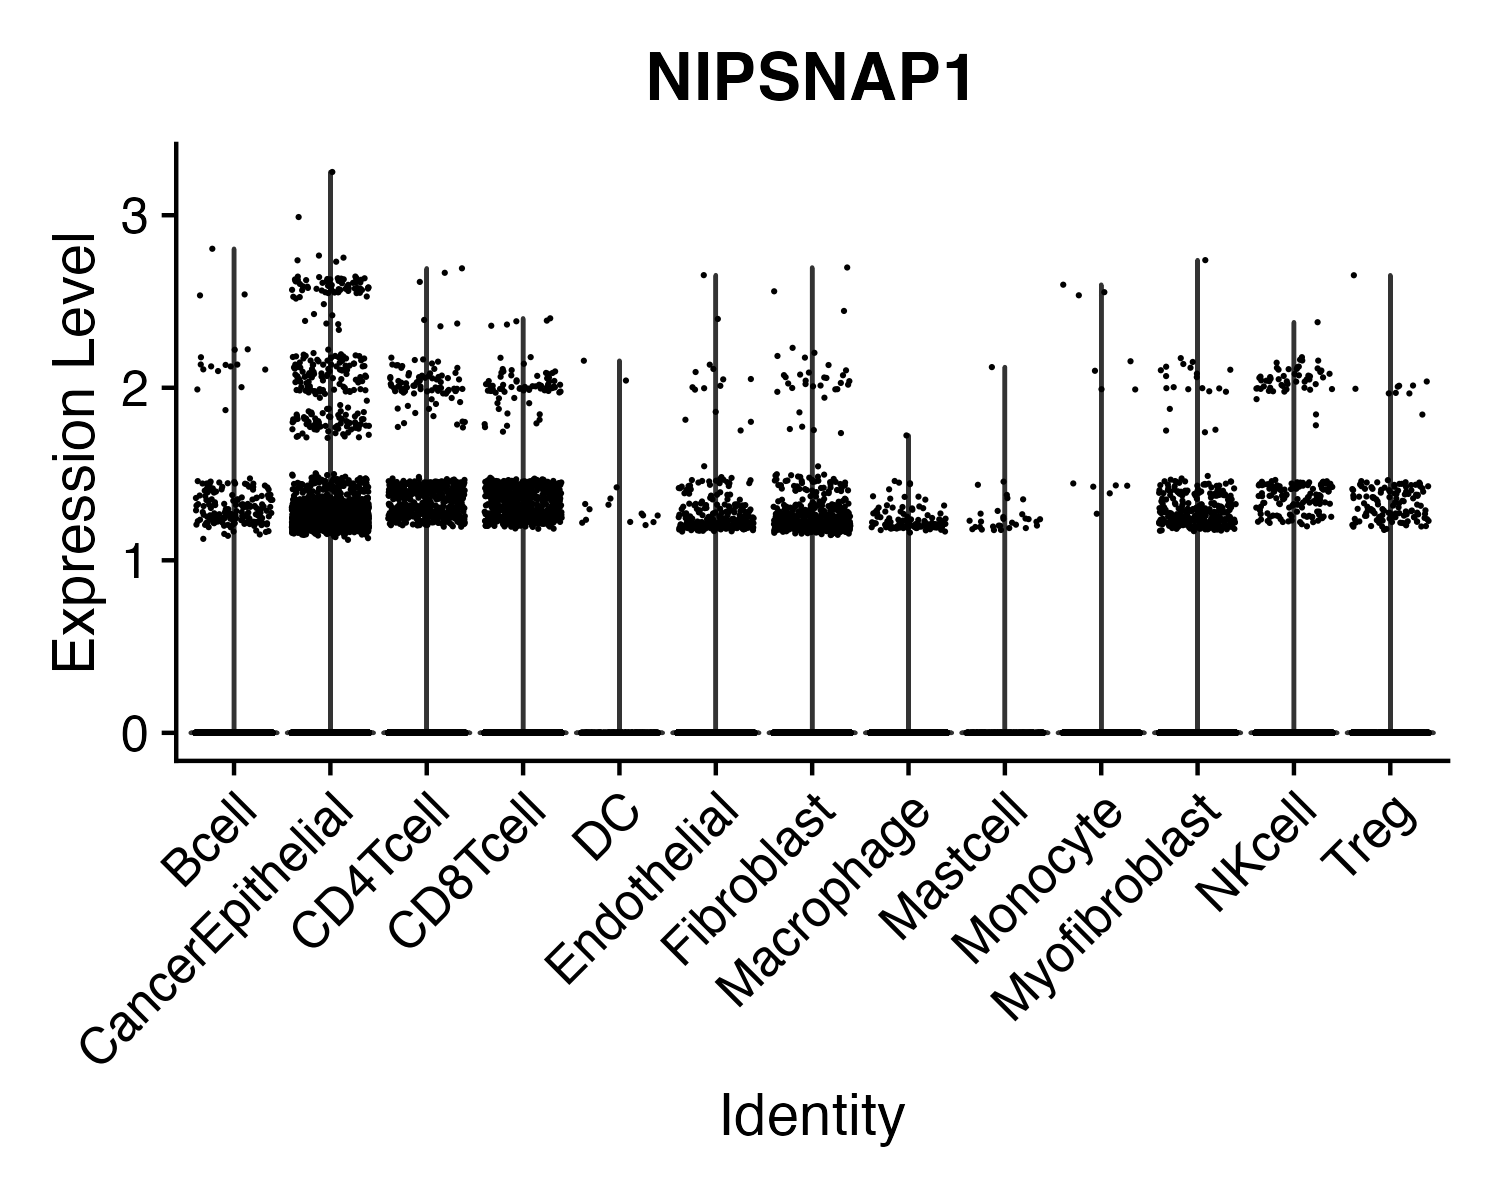 NIPSNAP1
Expression Level
3
2
1
0
Bcell
CancerEpithelial
CD4Tcell
CD8Tcell
DC
Endothelial
Fibroblast
Macrophage
Mastcell
Monocyte
Myofibroblast
NKcell
Treg
Identity